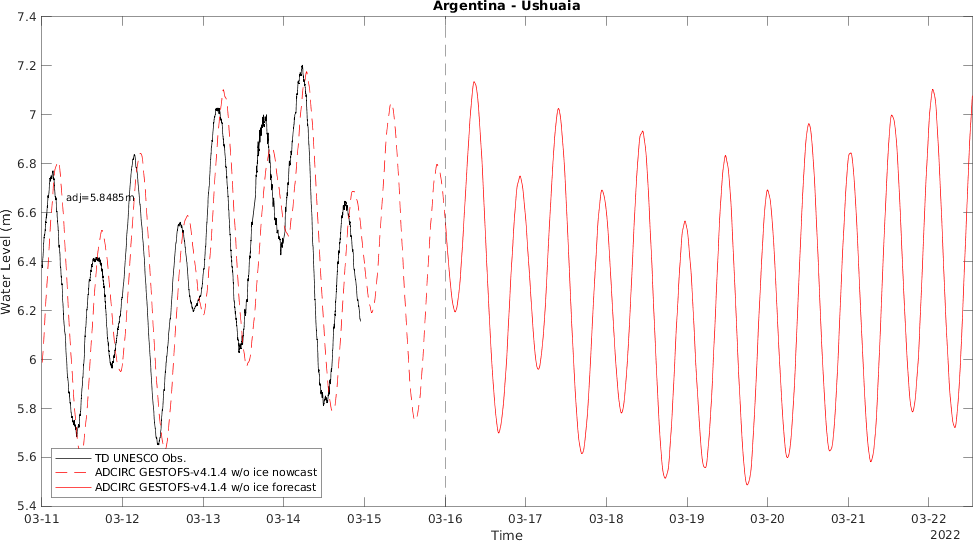 Argentina - Ushuaia
7.4
7.2
7
6.8
6.6
6.4
6.2
6
5.8
5.6
5.4
Water Level (m)
adj=5.8485m
TD UNESCO Obs.
ADCIRC GESTOFS-v4.1.4 w/o ice nowcast
ADCIRC GESTOFS-v4.1.4 w/o ice forecast
03-11 03-12 03-13 03-14 03-15 03-16 03-17 03-18 03-19 03-20 03-21 03-22
Time
2022